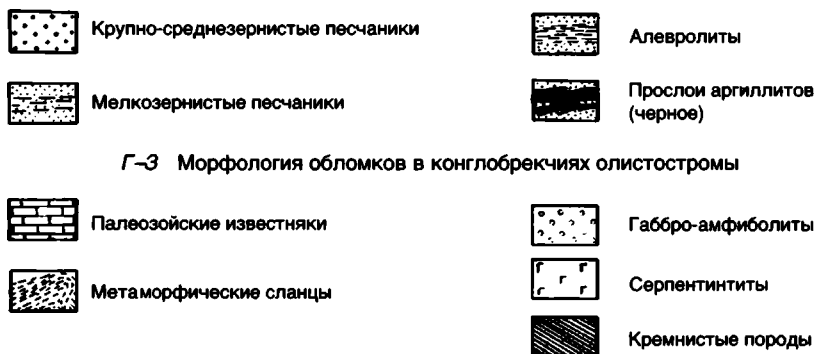 Крупно-среднезернистые песчаники
Алевролиты
Мелкозернистые песчаники
Прослои аргиллитов
(черное)
Г-3 Морфология обломков в конглобрекчиях олистостромы
Палеозойские известняки
Габбро-амфиболиты
Метаморфические сланцы
Серпентинтиты
Кремнистые породы